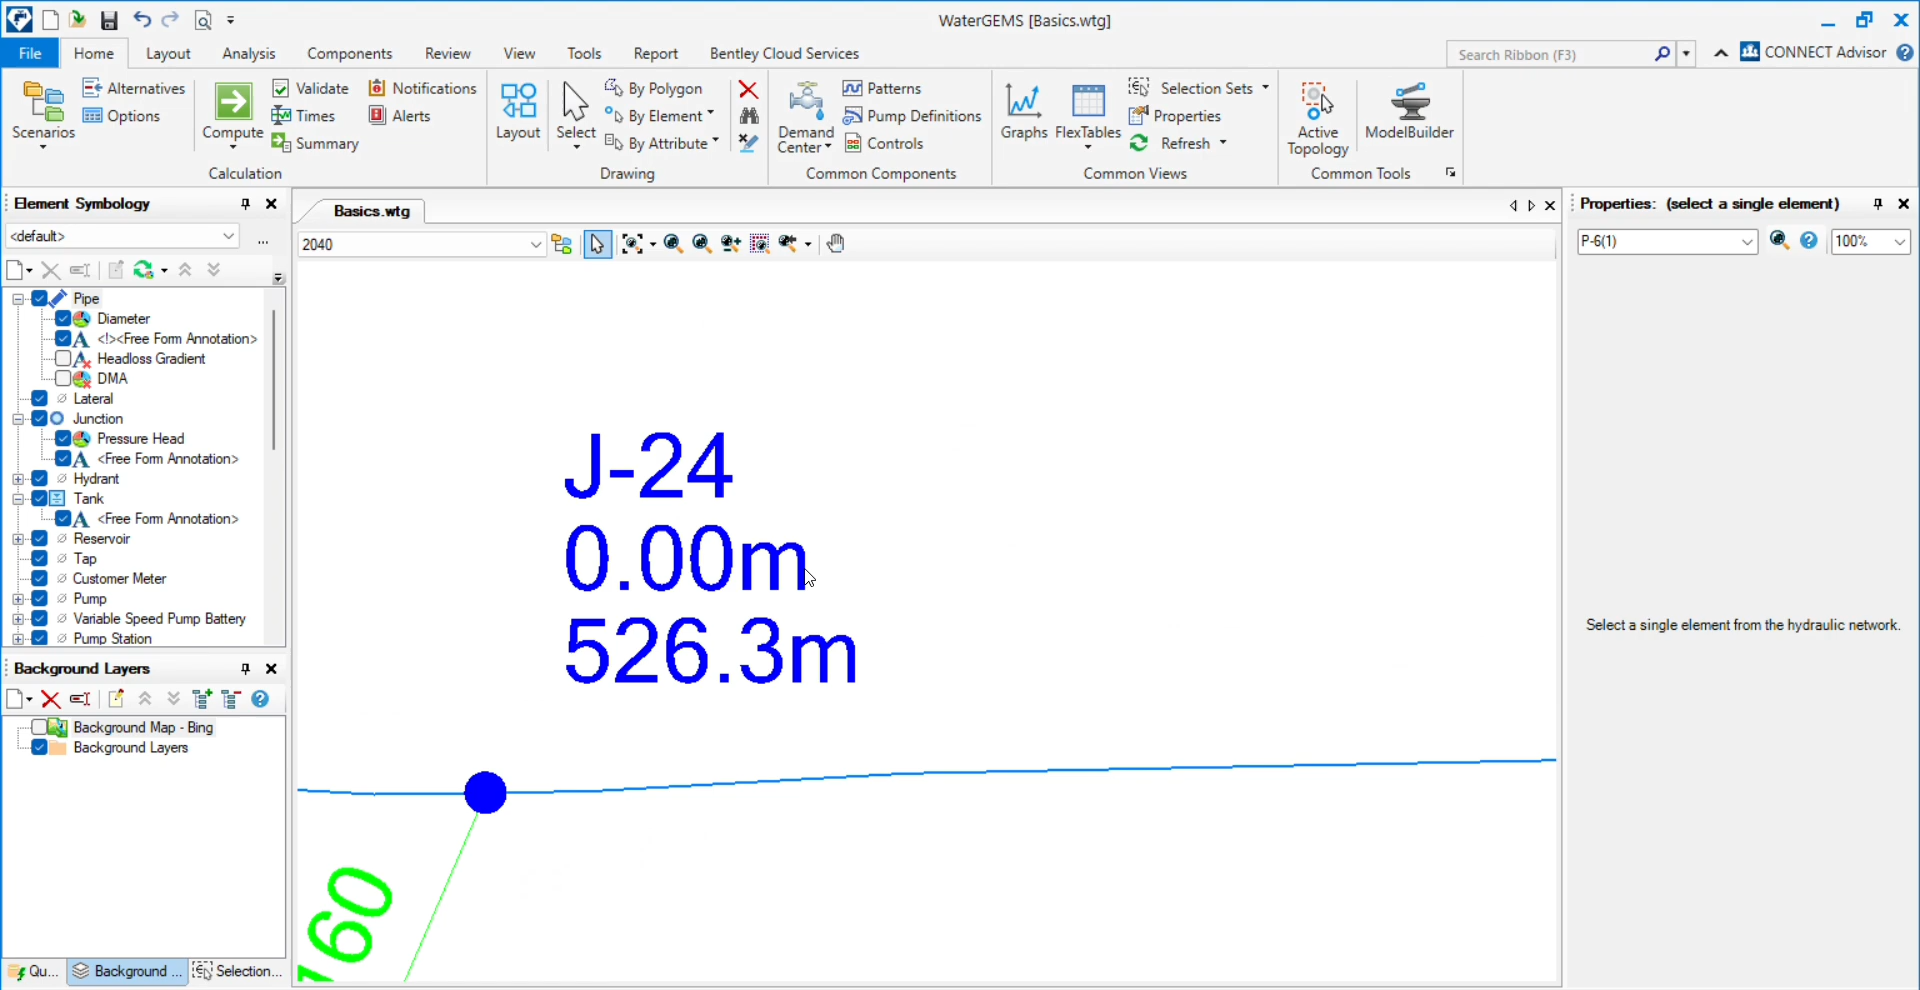 WaterGEMS [Basics.wtg]
File Home Layout Analysis Components Review View Tools Report Bentley Cloud Services
Search Ribbon (F3)
CONNECT Advisor
Scenarios
Alternatives
Options
Compute
Validate
Times
Summary
Notifications
Alerts
Calculation
Layout
Select
By Polygon
By Element
By Attribute
Drawing
Demand
Center
Patterns
Pump Definitions
Controls
Common Components
Graphs
FlexTables
Selection Sets
Properties
Refresh
Common Views
Active
Topology
ModelBuilder
Common Tools
Element Symbology
<default>
...
Pipe
Diameter
<!><Free Form Annotation>
Headloss Gradient
DMA
Lateral
Junction
Pressure Head
<Free Form Annotation>
Hydrant
Tank
<Free Form Annotation>
Reservoir
Tap
Customer Meter
Pump
Variable Speed Pump Battery
Pump Station
Background Layers
Background Map - Bing
Background Layers
Qu...
Background ...
Selection...
Basics.wtg
2040
J-24
0.00m
526.3m
160
Properties: (select a single element)
P-6(1)
100%
Select a single element from the hydraulic network.